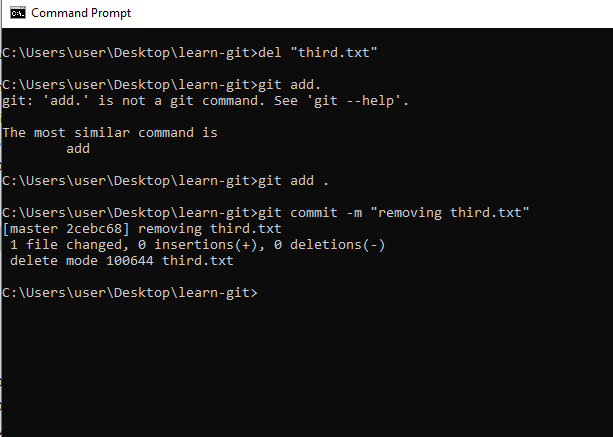 Command Prompt
C:\Users\user\Desktop\learn-git>del "third.txt"
C:\Users\user\Desktop\learn-git>git add.
git: 'add.' is not a git command. See 'git --help'.
The most similar command is
        add
C:\Users\user\Desktop\learn-git>git add .
C:\Users\user\Desktop\learn-git>git commit -m "removing third.txt"
[master 2cebc68] removing third.txt
 1 file changed, 0 insertions(+), 0 deletions(-)
 delete mode 100644 third.txt
C:\Users\user\Desktop\learn-git>